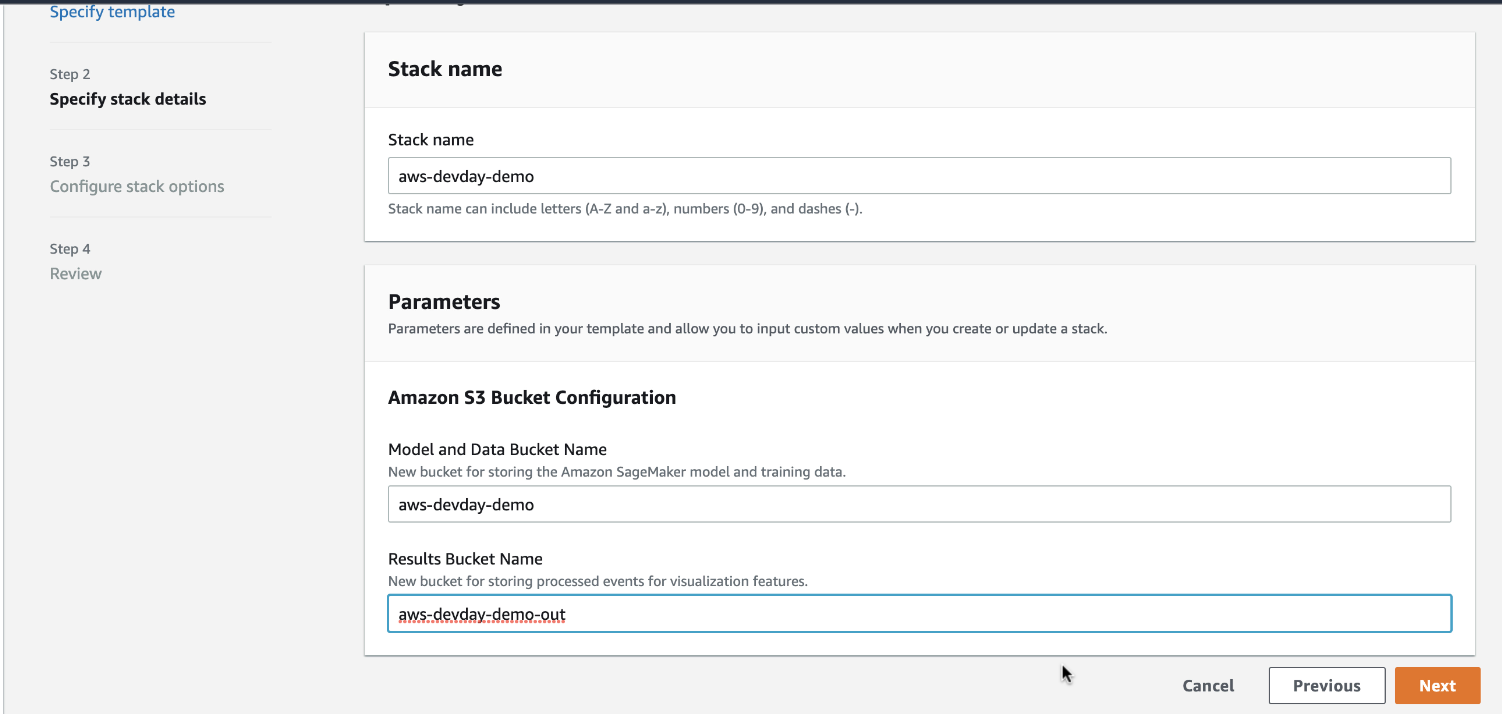 Specify template
Step 2
Specify stack details
Step 3
Configure stack options
Step 4
Review
Stack name
Stack name
aws-devday-demo
Stack name can include letters (A-Z and a-z), numbers (0-9), and dashes (-).
Parameters
Parameters are defined in your template and allow you to input custom values when you create or update a stack.
Amazon S3 Bucket Configuration
Model and Data Bucket Name
New bucket for storing the Amazon SageMaker model and training data.
aws-devday-demo
Results Bucket Name
New bucket for storing processed events for visualization features.
aws-devday-demo-out
Cancel
Previous
Next